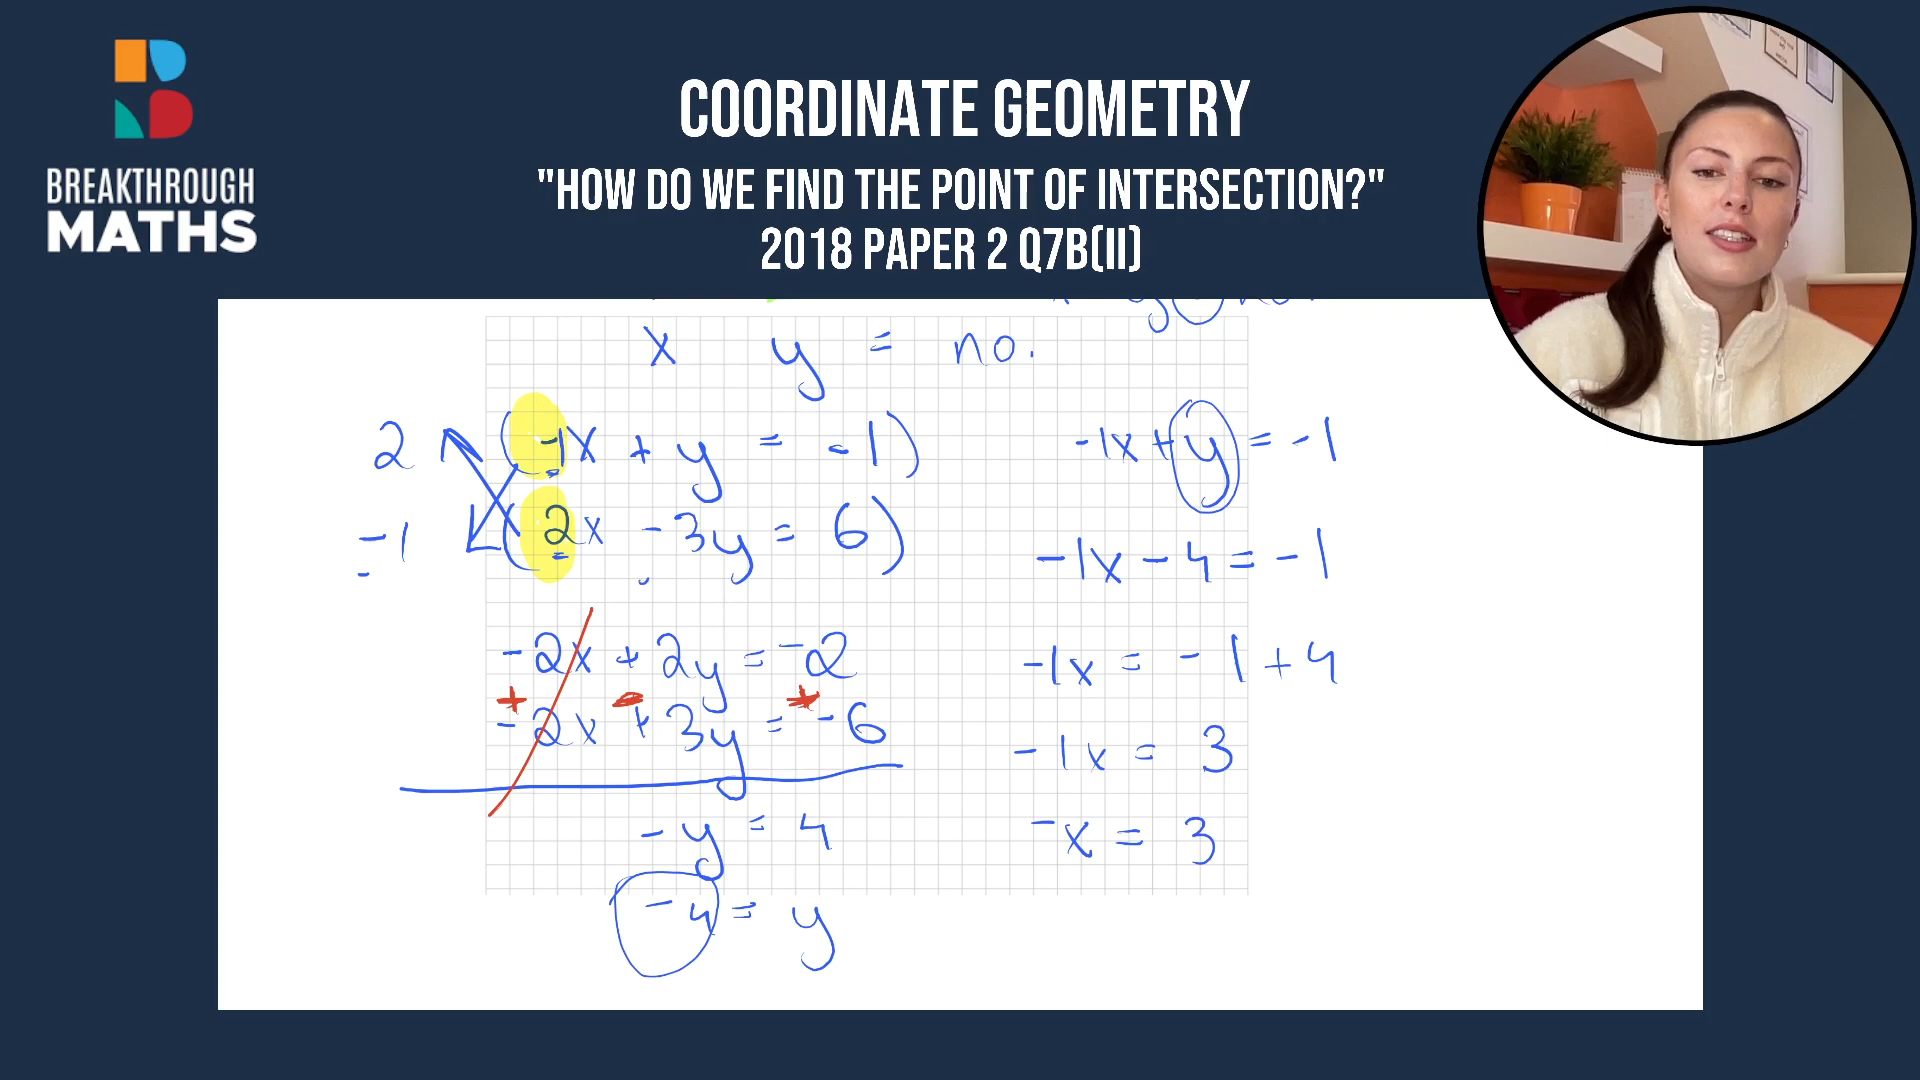 BREAKTHROUGH
MATHS
COORDINATE GEOMETRY
"HOW DO WE FIND THE POINT OF INTERSECTION?"
2018 PAPER 2 Q7B(II)
x y = no.
2 (-1x + y = -1)
-1 (2x - 3y = 6)
-2x + 2y = -2
+ - +
-2x + 3y = -6
-y = 4
-4 = y
-1x + y = -1
-1x - 4 = -1
-1x = -1 + 4
-1x = 3
-x = 3